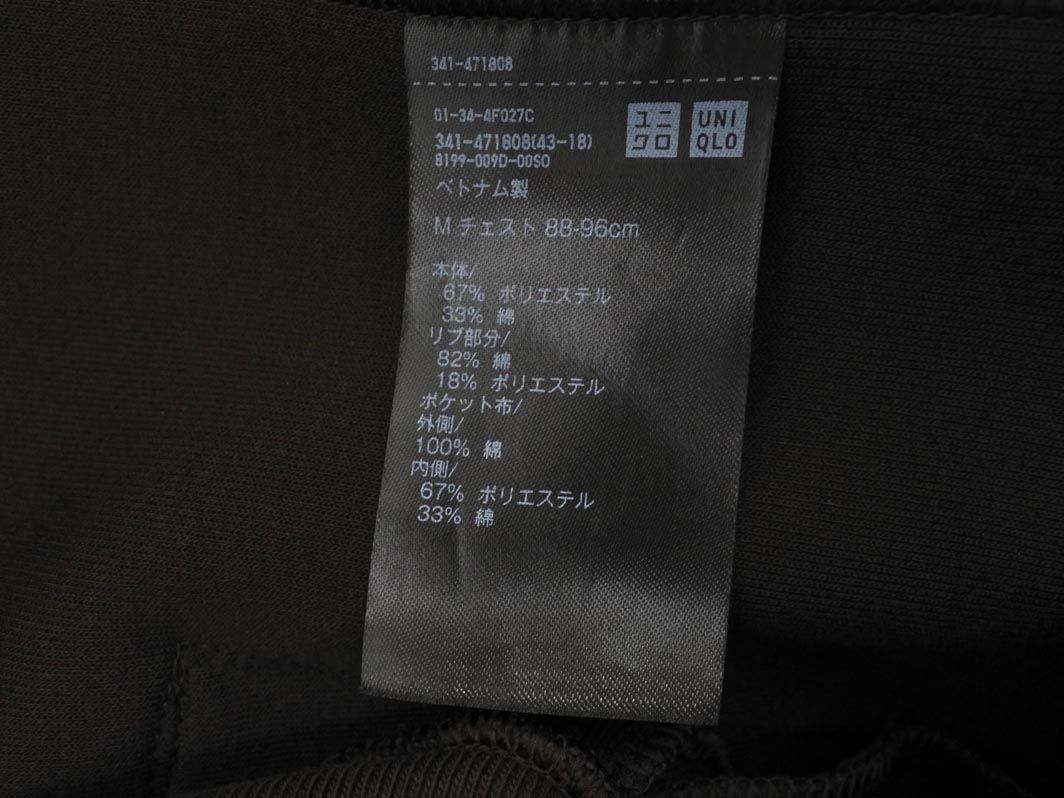 341-471808
01-34-4F027C
341-471808(43-18)
8199-009D-00SO
ユニ
クロ
UNI
QLO
ベトナム製
M チェスト 88-96cm
本体/
67% ポリエステル
33% 綿
リブ部分/
82% 綿
18% ポリエステル
ポケット布/
外側/
100% 綿
内側/
67% ポリエステル
33% 綿